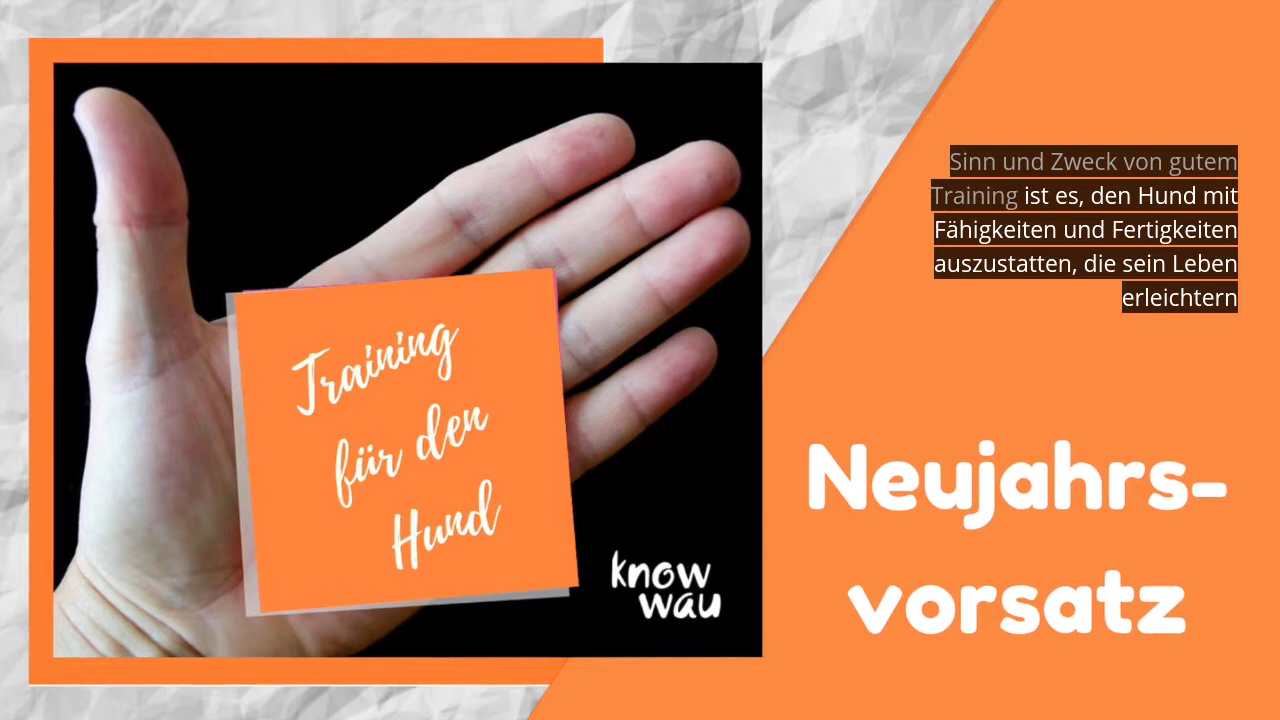 Sinn und Zweck von gutem
Training ist es, den Hund mit
Fähigkeiten und Fertigkeiten
auszustatten, die sein Leben
erleichtern
Training
für den
Hund
know
wau
Neujahrs-
vorsatz